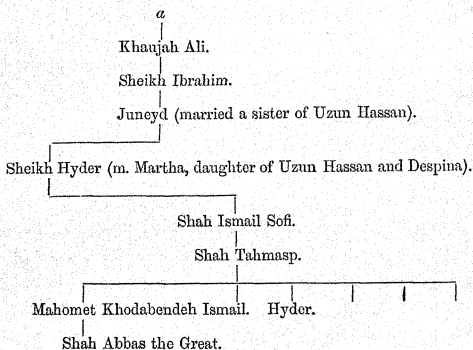 a
Khaujah Ali.
Sheikh Ibrahim.
Juneyd (married a sister of Uzun Hassan).
Sheikh Hyder (m. Martha, daughter of Uzun Hassan and Despina).
Shah Ismail Sofi.
Shah Tahmasp.
Mahomet Khodabendeh Ismail. Hyder.
Shah Abbas the Great.